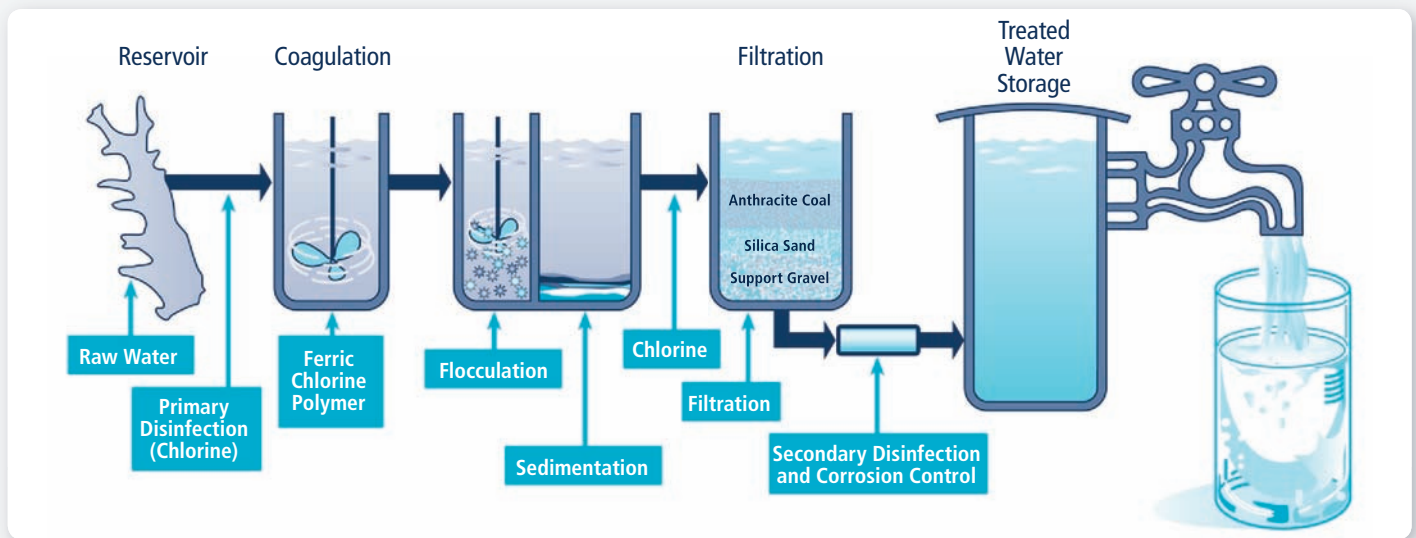 Reservoir
Coagulation
Filtration
Treated
Water
Storage
Anthracite Coal
Silica Sand
Support Gravel
Raw Water
Primary
Disinfection
(Chlorine)
Ferric
Chlorine
Polymer
Flocculation
Sedimentation
Chlorine
Filtration
Secondary Disinfection
and Corrosion Control